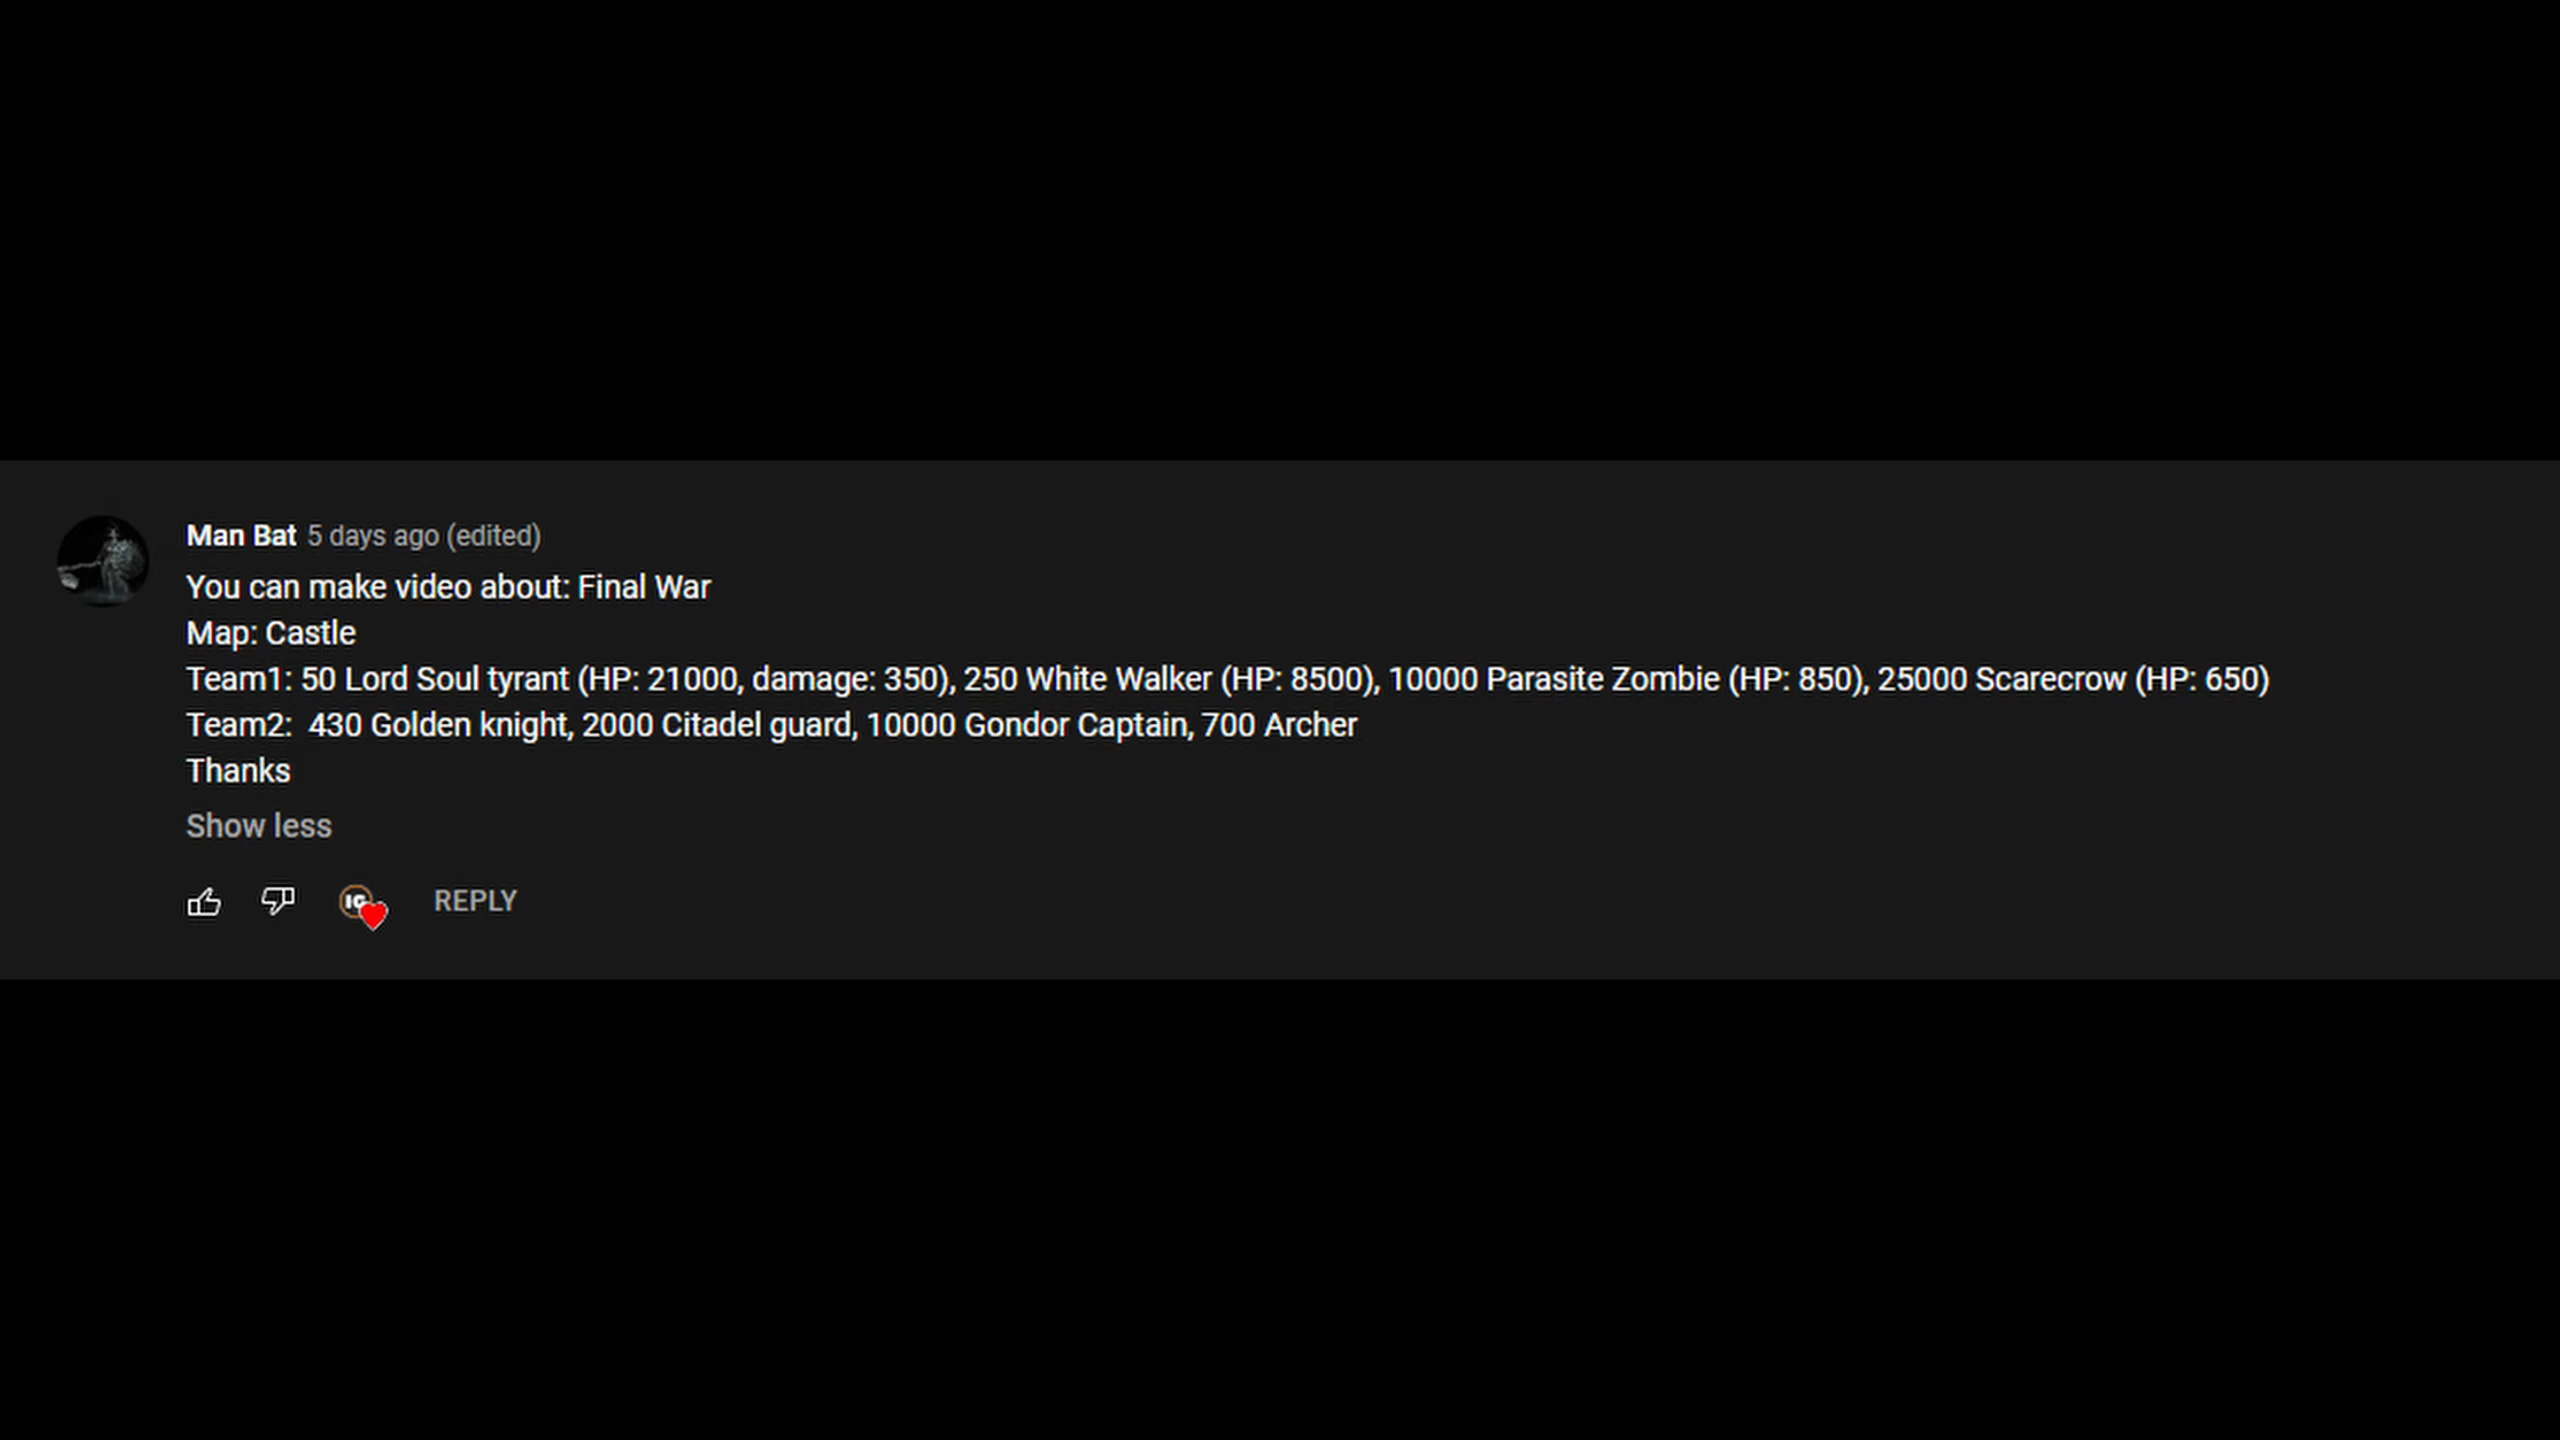 Man Bat 5 days ago (edited)
You can make video about: Final War
Map: Castle
Team1: 50 Lord Soul tyrant (HP: 21000, damage: 350), 250 White Walker (HP: 8500), 10000 Parasite Zombie (HP: 850), 25000 Scarecrow (HP: 650)
Team2:  430 Golden knight, 2000 Citadel guard, 10000 Gondor Captain, 700 Archer
Thanks
Show less
IG REPLY